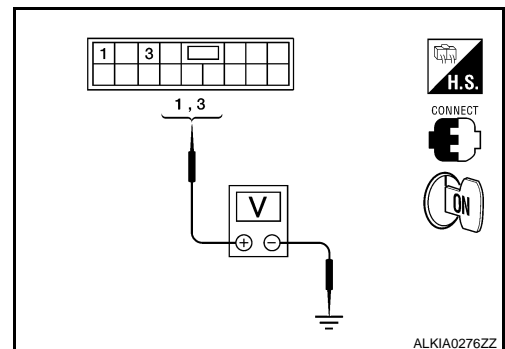 1 3
1 , 3
H.S.
CONNECT
V
+ −
ON
ALKIA0276ZZ